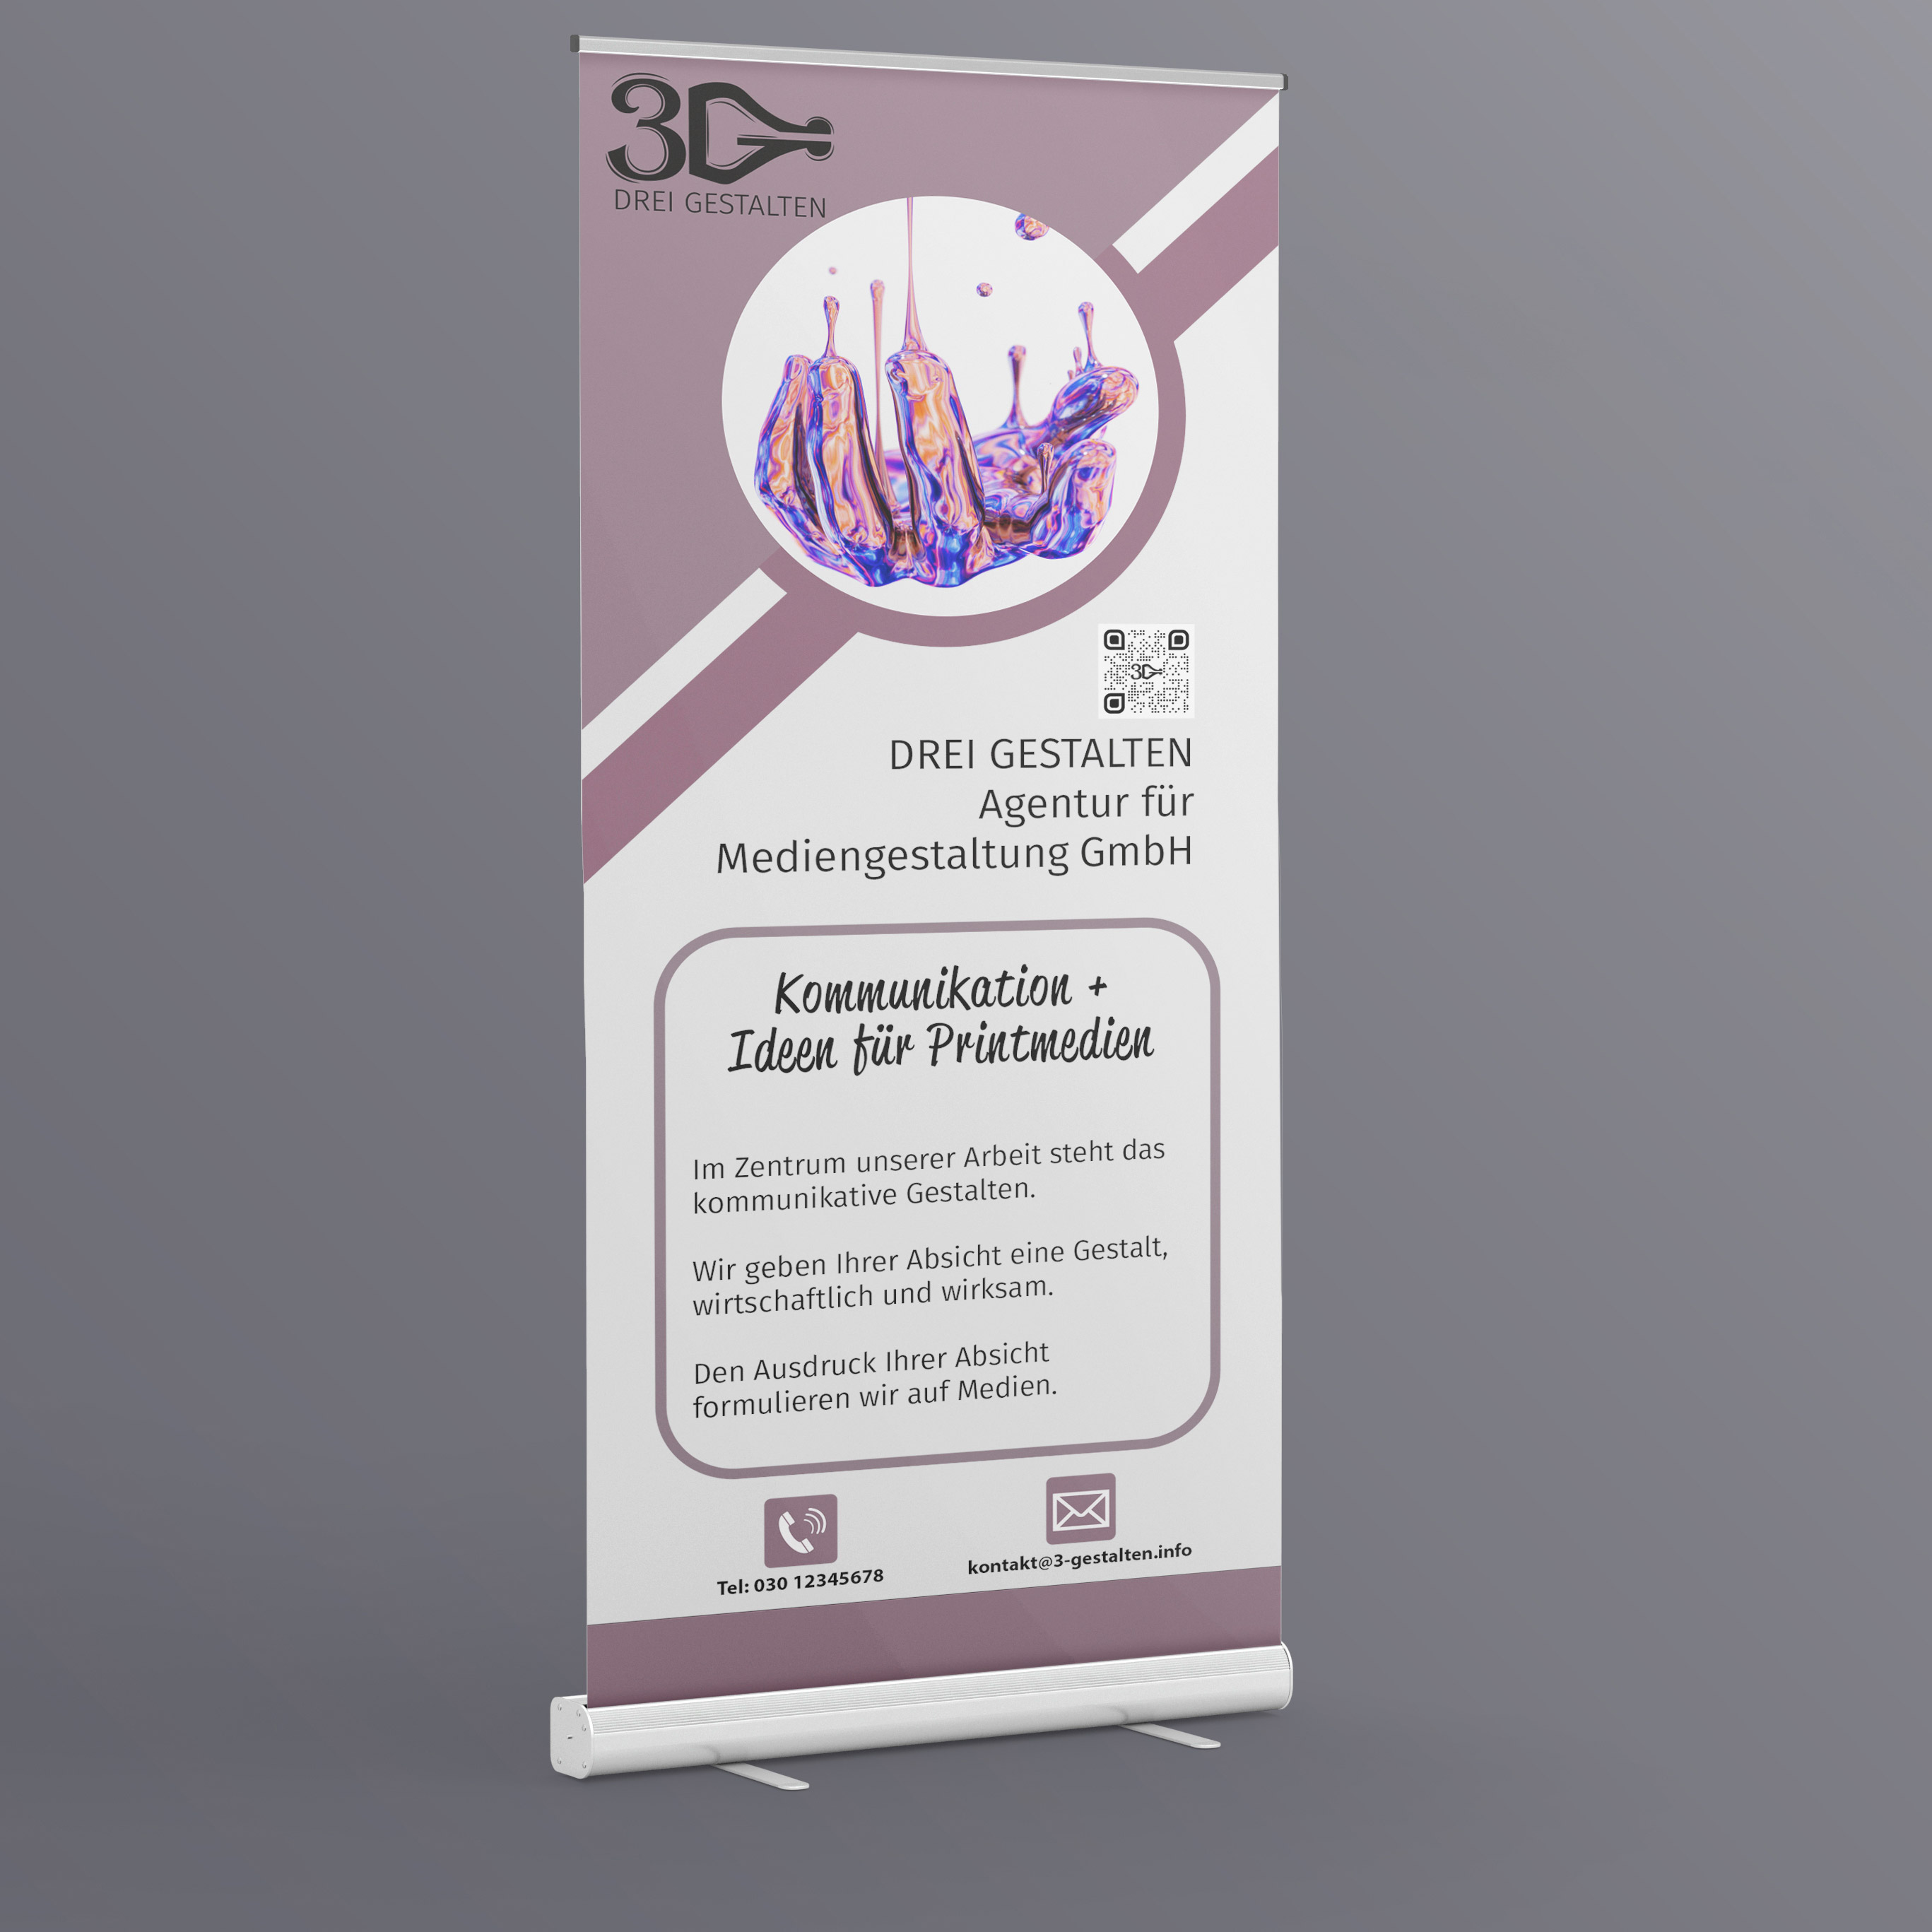 3G
DREI GESTALTEN
3G
DREI GESTALTEN
Agentur für
Mediengestaltung GmbH
Kommunikation +
Ideen für Printmedien
Im Zentrum unserer Arbeit steht das
kommunikative Gestalten.
Wir geben Ihrer Absicht eine Gestalt,
wirtschaftlich und wirksam.
Den Ausdruck Ihrer Absicht
formulieren wir auf Medien.
Tel: 030 12345678
kontakt@3-gestalten.info